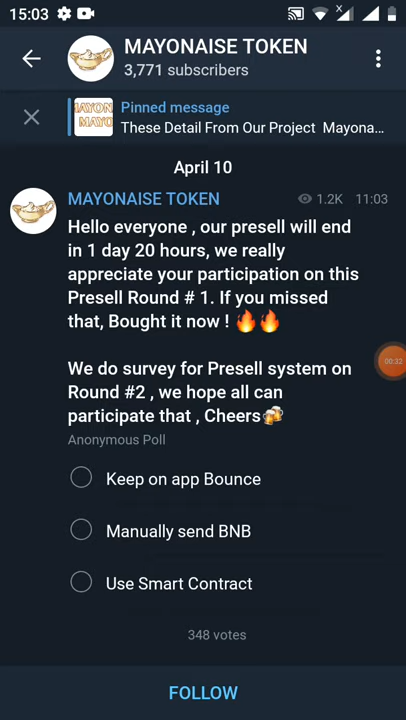 15:03
MAYONAISE TOKEN
3,771 subscribers
Pinned message
These Detail From Our Project Mayona...
April 10
MAYONAISE TOKEN 1.2K 11:03
Hello everyone , our presell will end
in 1 day 20 hours, we really
appreciate your participation on this
Presell Round # 1. If you missed
that, Bought it now ! 🔥🔥
We do survey for Presell system on
Round #2 , we hope all can
participate that , Cheers🍻
Anonymous Poll
Keep on app Bounce
Manually send BNB
Use Smart Contract
348 votes
FOLLOW
00:32